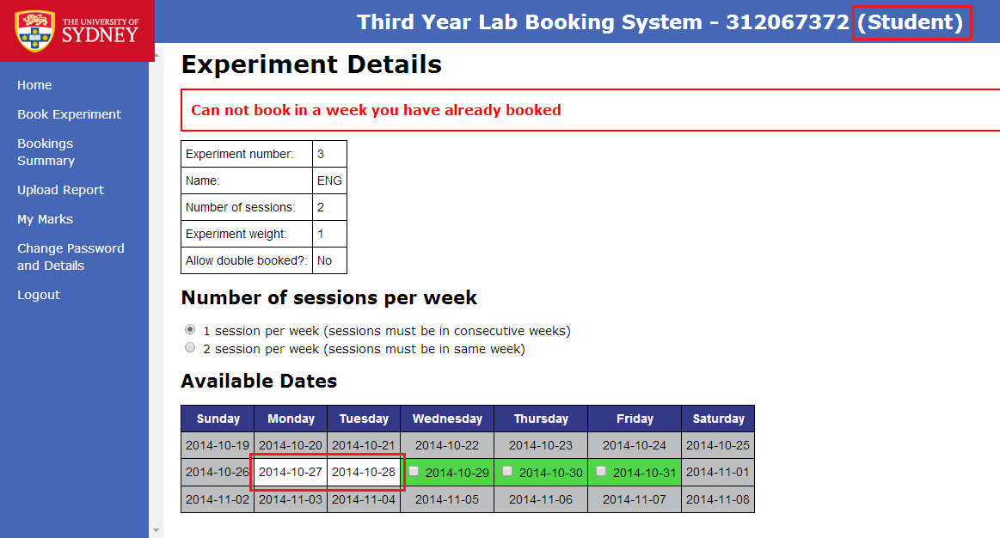 THE UNIVERSITY OF
SYDNEY
Third Year Lab Booking System - 312067372 (Student)
Home
Book Experiment
Bookings
Summary
Upload Report
My Marks
Change Password
and Details
Logout
Experiment Details
Can not book in a week you have already booked
Experiment number: 3
Name: ENG
Number of sessions: 2
Experiment weight: 1
Allow double booked?: No
Number of sessions per week
1 session per week (sessions must be in consecutive weeks)
2 session per week (sessions must be in same week)
Available Dates
Sunday Monday Tuesday Wednesday Thursday Friday Saturday
2014-10-19 2014-10-20 2014-10-21 2014-10-22 2014-10-23 2014-10-24 2014-10-25
2014-10-26 2014-10-27 2014-10-28 2014-10-29 2014-10-30 2014-10-31 2014-11-01
2014-11-02 2014-11-03 2014-11-04 2014-11-05 2014-11-06 2014-11-07 2014-11-08